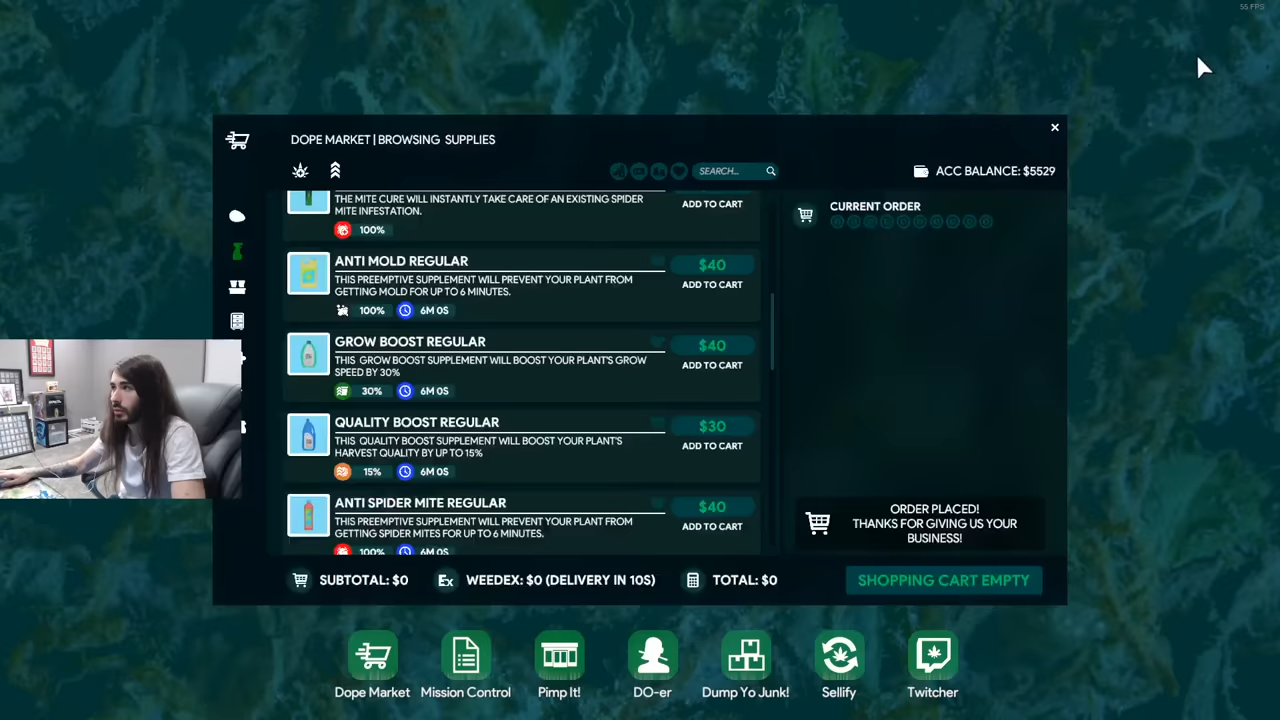 55 FPS
DOPE MARKET | BROWSING SUPPLIES
SEARCH...
ACC BALANCE: $5529
THE MITE CURE WILL INSTANTLY TAKE CARE OF AN EXISTING SPIDER
MITE INFESTATION.
100%
ADD TO CART
ANTI MOLD REGULAR
THIS PREEMPTIVE SUPPLEMENT WILL PREVENT YOUR PLANT FROM
GETTING MOLD FOR UP TO 6 MINUTES.
100% 6M 0S
$40
ADD TO CART
GROW BOOST REGULAR
THIS GROW BOOST SUPPLEMENT WILL BOOST YOUR PLANT'S GROW
SPEED BY 30%
30% 6M 0S
$40
ADD TO CART
QUALITY BOOST REGULAR
THIS QUALITY BOOST SUPPLEMENT WILL BOOST YOUR PLANT'S
HARVEST QUALITY BY UP TO 15%
15% 6M 0S
$30
ADD TO CART
ANTI SPIDER MITE REGULAR
THIS PREEMPTIVE SUPPLEMENT WILL PREVENT YOUR PLANT FROM
GETTING SPIDER MITES FOR UP TO 6 MINUTES.
100% 6M 0S
$40
ADD TO CART
CURRENT ORDER
ORDER PLACED!
THANKS FOR GIVING US YOUR
BUSINESS!
SUBTOTAL: $0
Ex WEEDEX: $0 (DELIVERY IN 10S)
TOTAL: $0
SHOPPING CART EMPTY
Dope Market
Mission Control
Pimp It!
DO-er
Dump Yo Junk!
Sellify
Twitcher